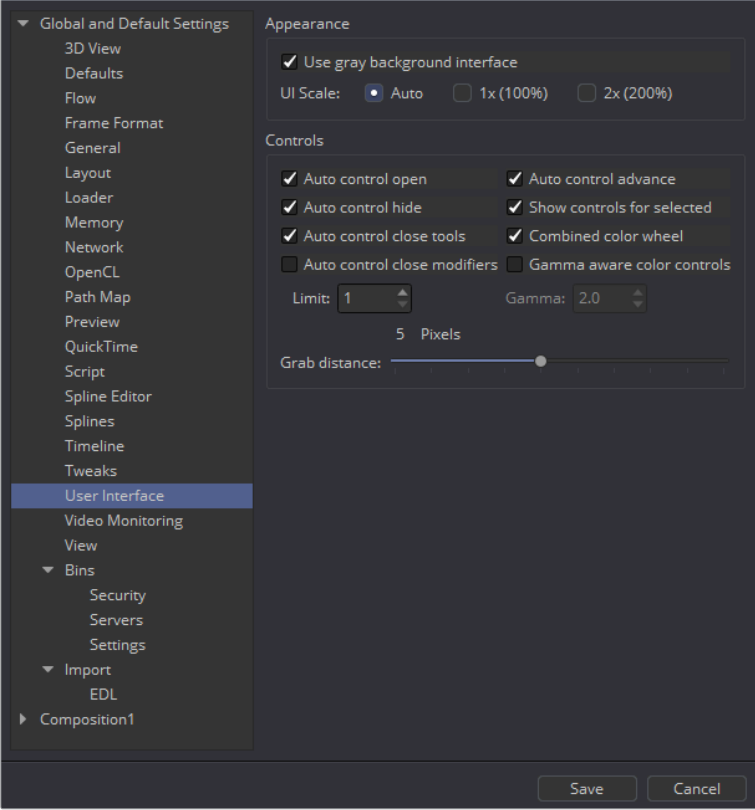 Global and Default Settings
3D View
Defaults
Flow
Frame Format
General
Layout
Loader
Memory
Network
OpenCL
Path Map
Preview
QuickTime
Script
Spline Editor
Splines
Timeline
Tweaks
User Interface
Video Monitoring
View
Bins
Security
Servers
Settings
Import
EDL
Composition1
Appearance
Use gray background interface
UI Scale: Auto 1x (100%) 2x (200%)
Controls
Auto control open Auto control advance
Auto control hide Show controls for selected
Auto control close tools Combined color wheel
Auto control close modifiers Gamma aware color controls
Limit: 1 Gamma: 2.0
5 Pixels
Grab distance:
Save Cancel